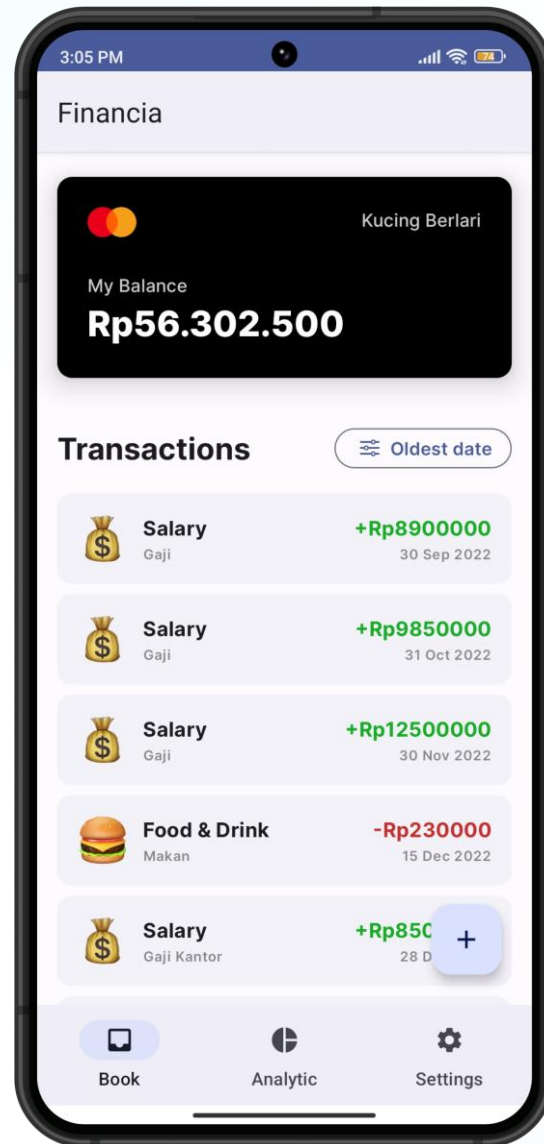 3:05 PM 74
Financia
Kucing Berlari
My Balance
Rp56.302.500
Transactions Oldest date
Salary +Rp8900000
Gaji 30 Sep 2022
Salary +Rp9850000
Gaji 31 Oct 2022
Salary +Rp12500000
Gaji 30 Nov 2022
Food & Drink -Rp230000
Makan 15 Dec 2022
Salary
Gaji Kantor 28
+
Book Analytic Settings